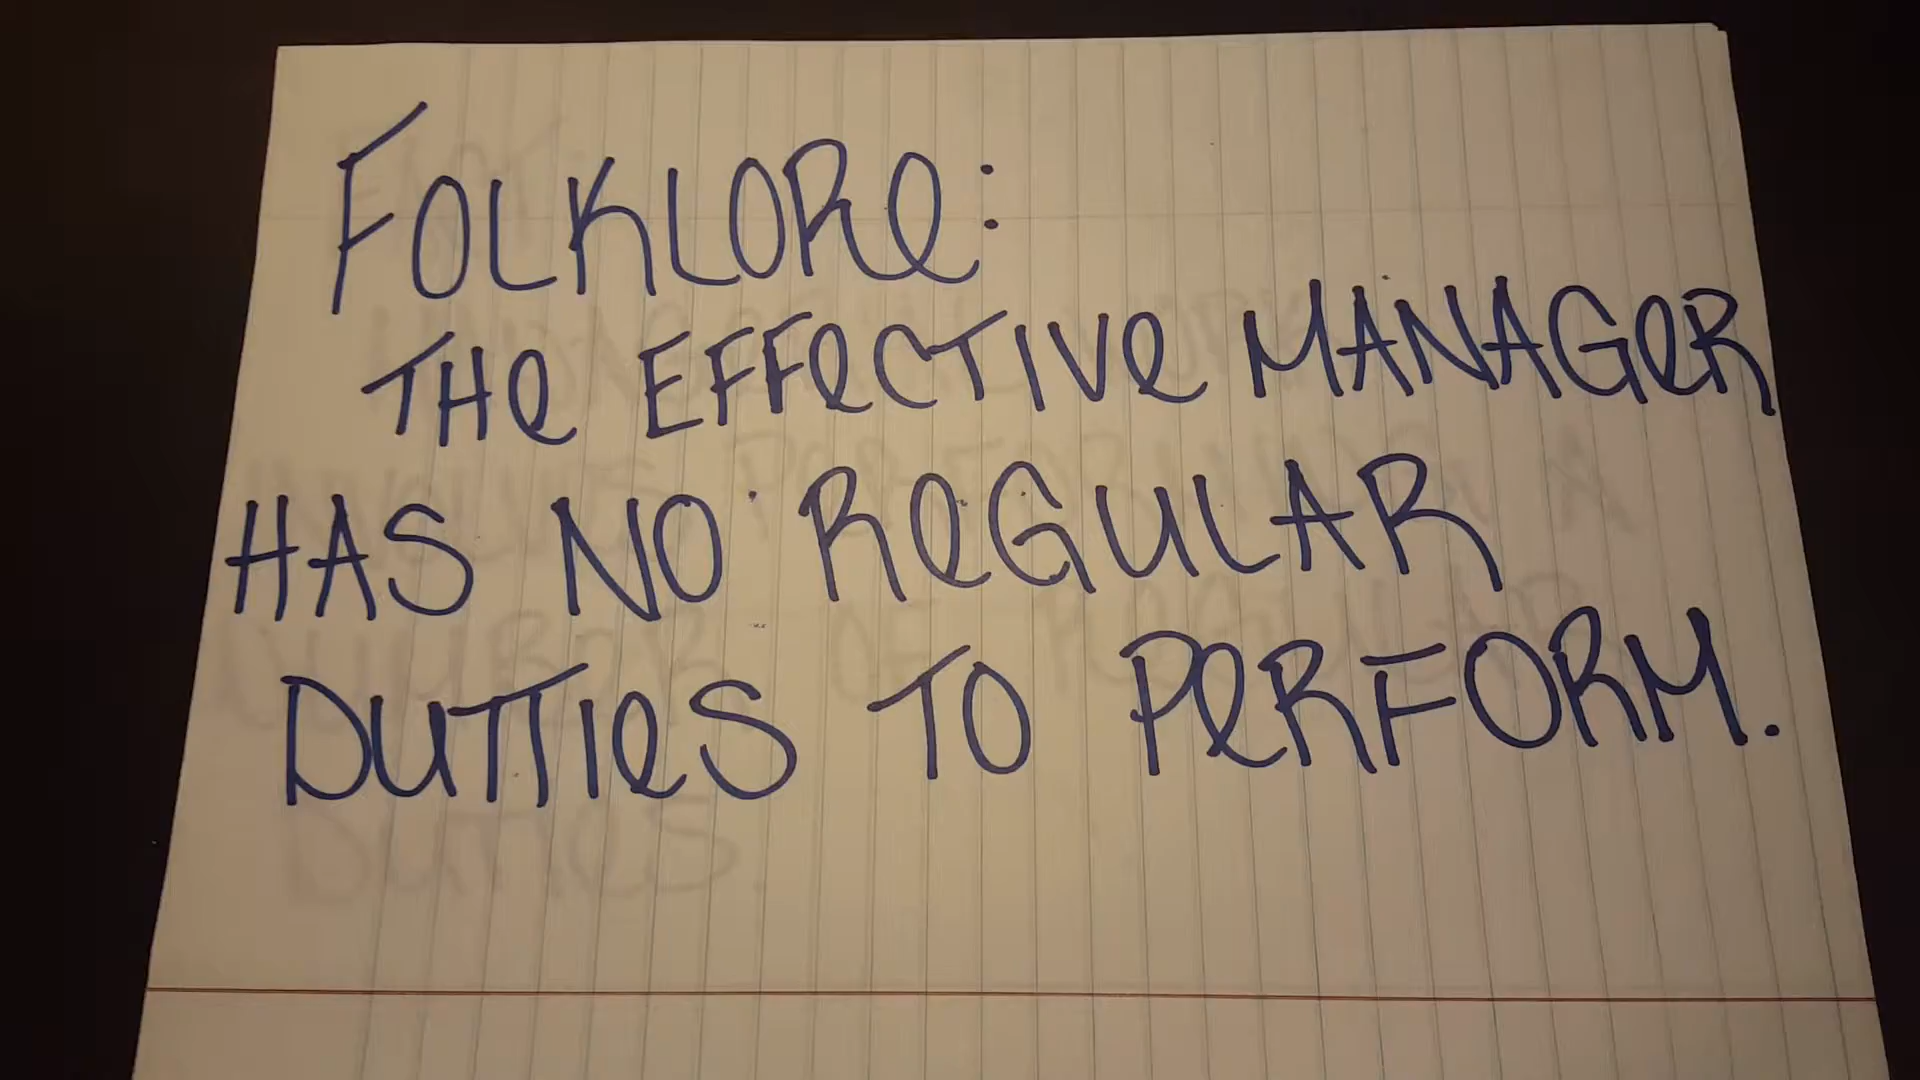 FOLKLORe:
THe EFFeCTIVe MANAGeR
HAS NO ReGULAR
DUTIeS TO PeRFORM.